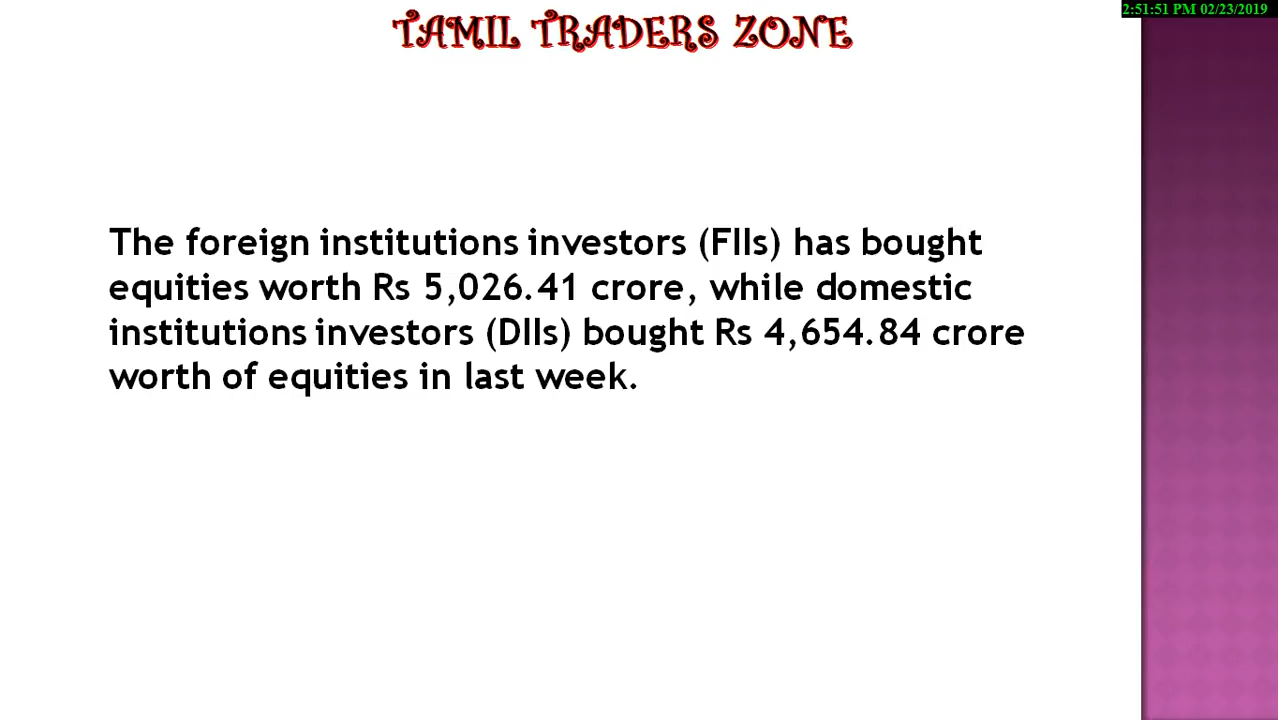 2:51:51 PM 02/23/2019
TAMIL TRADERS ZONE
The foreign institutions investors (FIIs) has bought
equities worth Rs 5,026.41 crore, while domestic
institutions investors (DIIs) bought Rs 4,654.84 crore
worth of equities in last week.